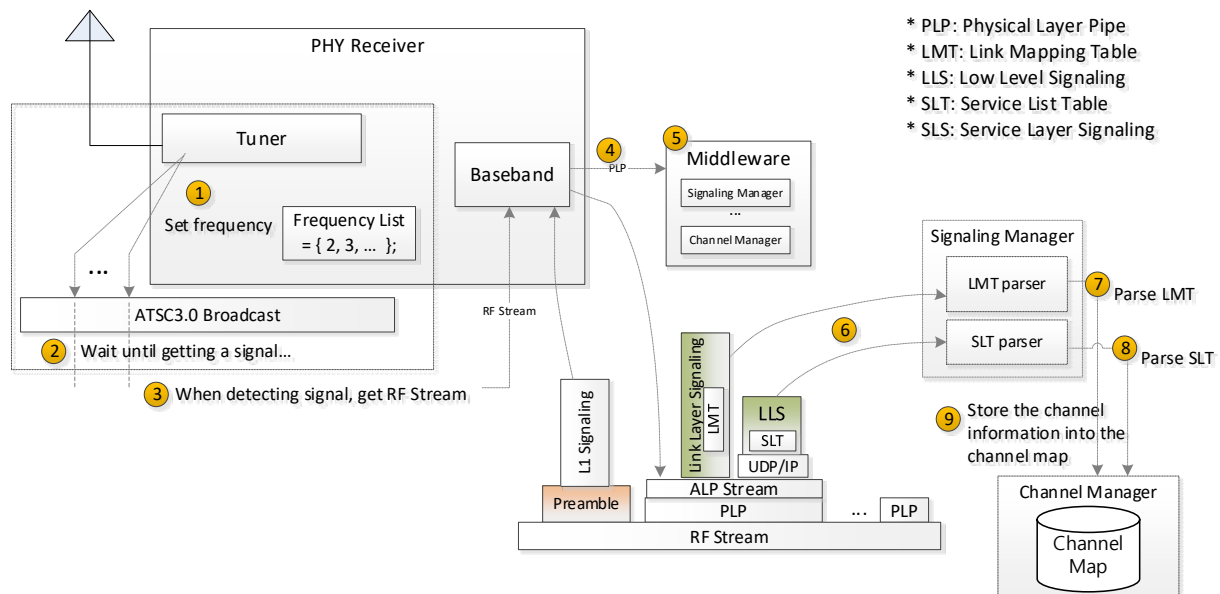 PHY Receiver
* PLP: Physical Layer Pipe
* LMT: Link Mapping Table
* LLS: Low Level Signaling
* SLT: Service List Table
* SLS: Service Layer Signaling
Tuner
1
Set frequency
Frequency List
= { 2, 3, ... };
Baseband
4
PLP
5
Middleware
Signaling Manager
...
Channel Manager
...
ATSC3.0 Broadcast
2
Wait until getting a signal...
3
When detecting signal, get RF Stream
RF Stream
Signaling Manager
LMT parser
SLT parser
6
7
Parse LMT
8
Parse SLT
9
Store the channel
information into the
channel map
L1 Signaling
Preamble
Link Layer Signaling
LMT
LLS
SLT
UDP/IP
ALP Stream
PLP
...
PLP
RF Stream
Channel Manager
Channel
Map